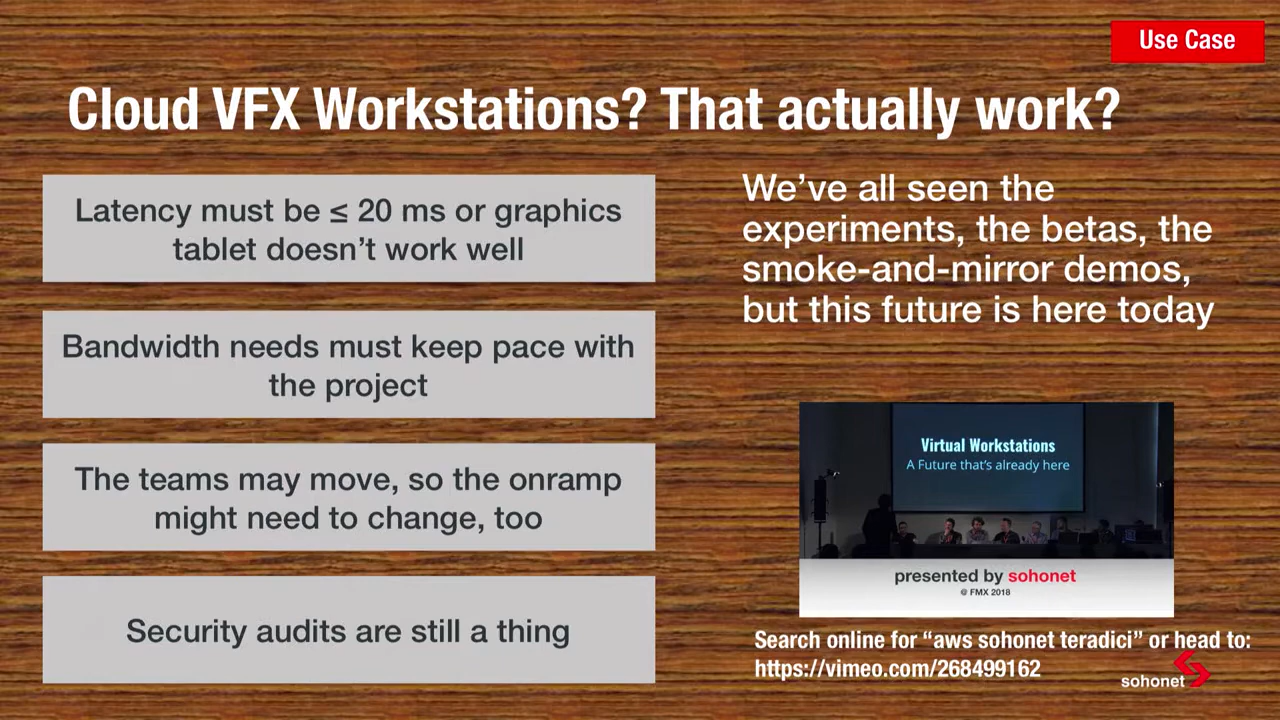 Use Case
Cloud VFX Workstations? That actually work?
Latency must be ≤ 20 ms or graphics
tablet doesn’t work well
Bandwidth needs must keep pace with
the project
The teams may move, so the onramp
might need to change, too
Security audits are still a thing
We’ve all seen the
experiments, the betas, the
smoke-and-mirror demos,
but this future is here today
Virtual Workstations
A Future that’s already here
presented by sohonet
@ FMX 2018
Search online for “aws sohonet teradici” or head to:
https://vimeo.com/268499162
sohonet